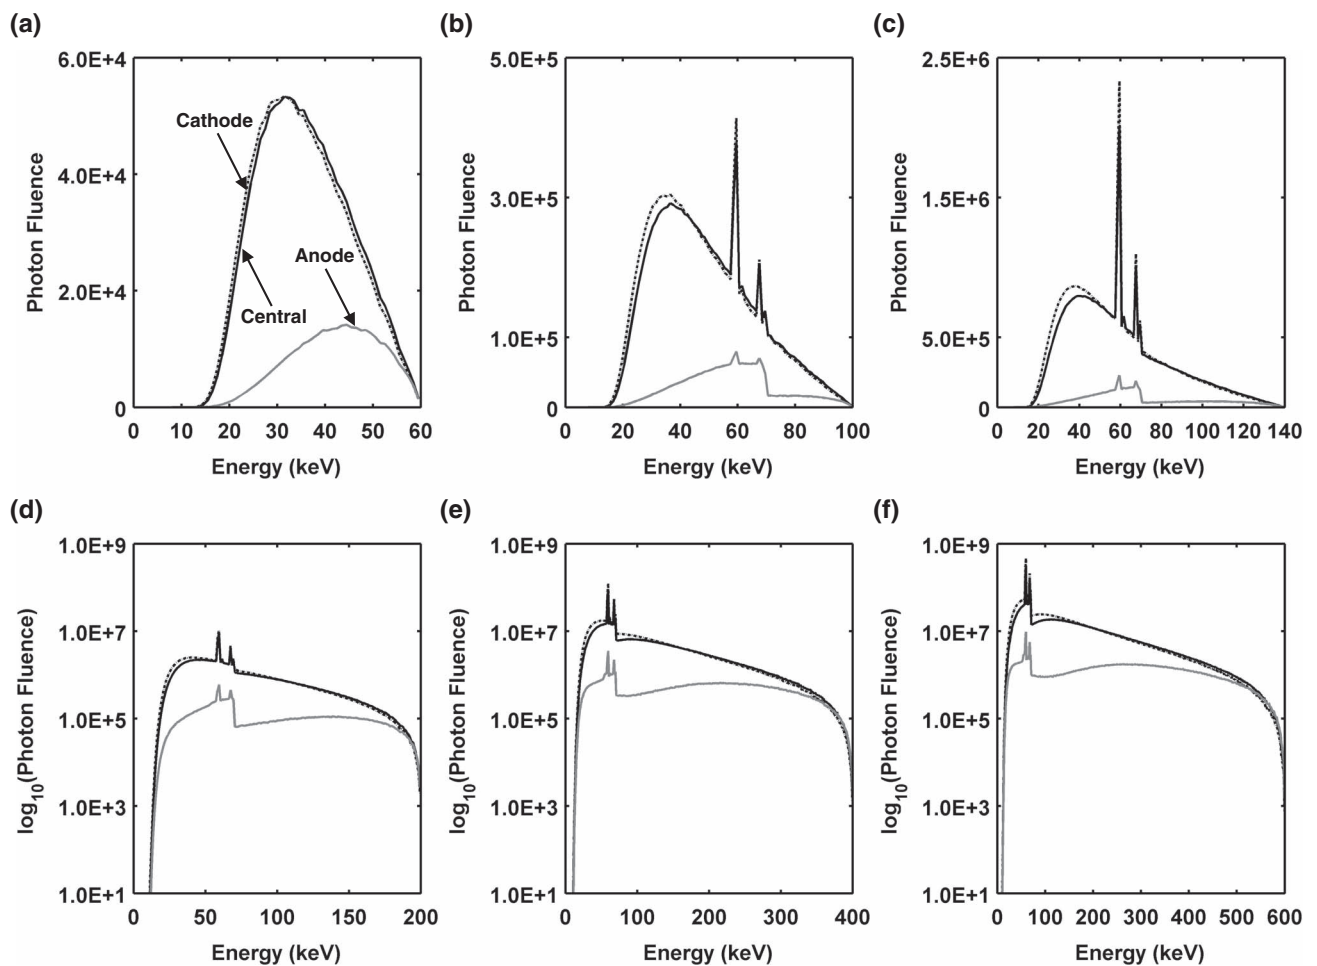 (a)
6.0E+4
4.0E+4
2.0E+4
0
Photon Fluence
Cathode
Anode
Central
0 10 20 30 40 50 60
Energy (keV)
(b)
5.0E+5
3.0E+5
1.0E+5
0
Photon Fluence
0 20 40 60 80 100
Energy (keV)
(c)
2.5E+6
1.5E+6
5.0E+5
0
Photon Fluence
0 20 40 60 80 100 120 140
Energy (keV)
(d)
1.0E+9
1.0E+7
1.0E+5
1.0E+3
1.0E+1
log10(Photon Fluence)
0 50 100 150 200
Energy (keV)
(e)
1.0E+9
1.0E+7
1.0E+5
1.0E+3
1.0E+1
log10(Photon Fluence)
0 100 200 300 400
Energy (keV)
(f)
1.0E+9
1.0E+7
1.0E+5
1.0E+3
1.0E+1
log10(Photon Fluence)
0 100 200 300 400 500 600
Energy (keV)